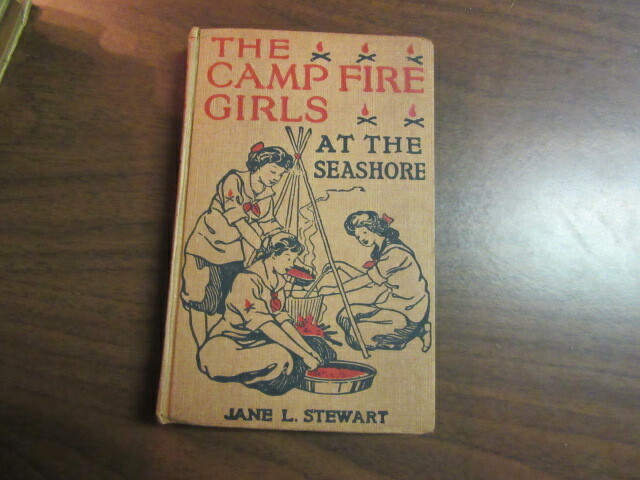 THE
CAMP FIRE
GIRLS
AT THE
SEASHORE
JANE L. STEWART